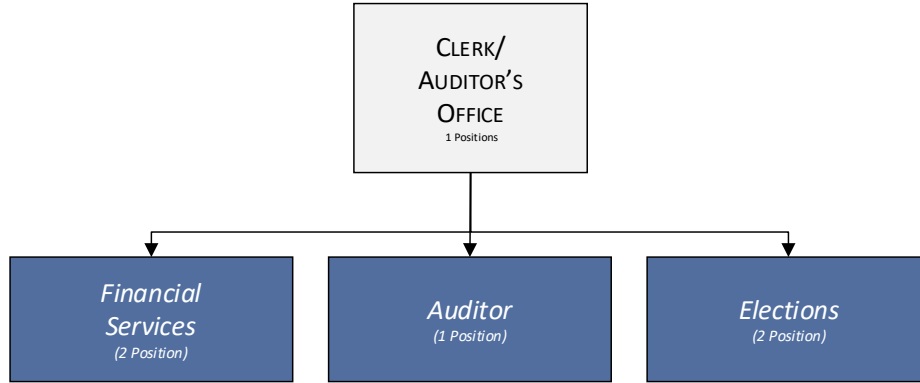 CLERK/
AUDITOR’S
OFFICE
1 Positions
Financial
Services
(2 Position)
Auditor
(1 Position)
Elections
(2 Position)